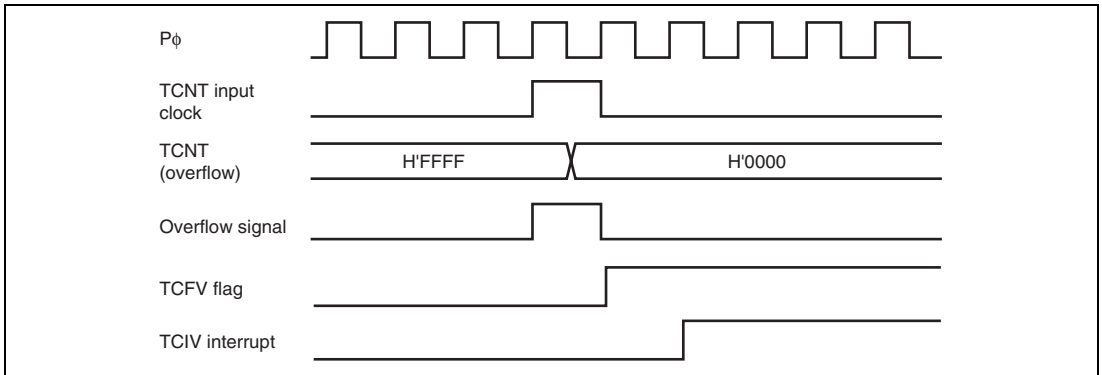 Pϕ
TCNT input
clock
TCNT
(overflow)
H'FFFF
H'0000
Overflow signal
TCFV flag
TCIV interrupt